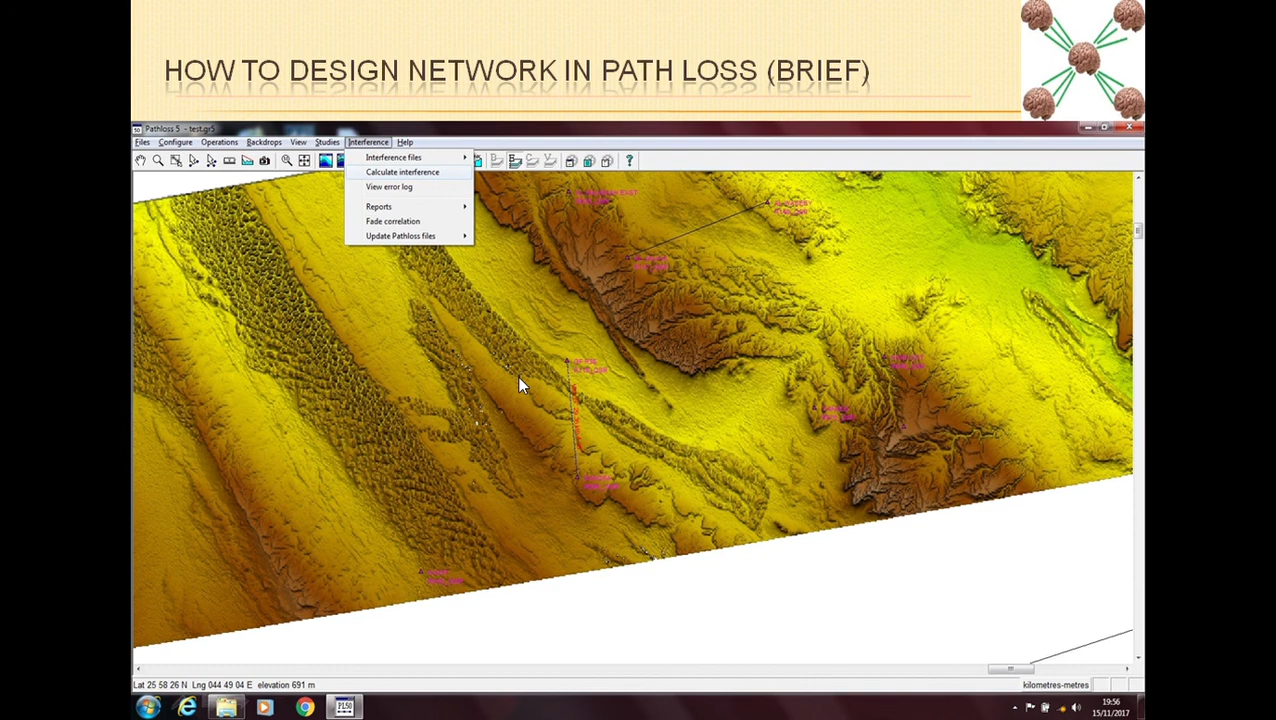 HOW TO DESIGN NETWORK IN PATH LOSS (BRIEF)
Pathloss 5 - test.gr5
Files Configure Operations Backdrops View Studies Interference Help
Interference files
Calculate interference
View error log
Reports
Fade correlation
Update Pathloss files
Lat 25 58 26 N Lng 044 49 04 E elevation 691 m
kilometres-metres
PL50
19:56
15/11/2017